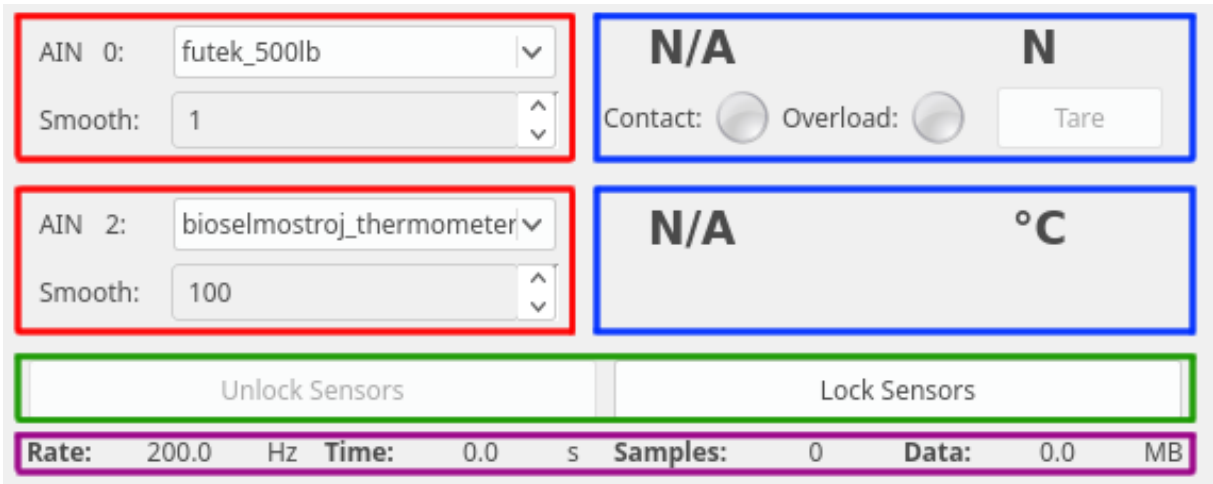 AIN 0: futek_500lb N/A N
Smooth: 1 Contact: Overload: Tare
AIN 2: bioselmostroj_thermometer N/A °C
Smooth: 100
Unlock Sensors Lock Sensors
Rate: 200.0 Hz Time: 0.0 s Samples: 0 Data: 0.0 MB